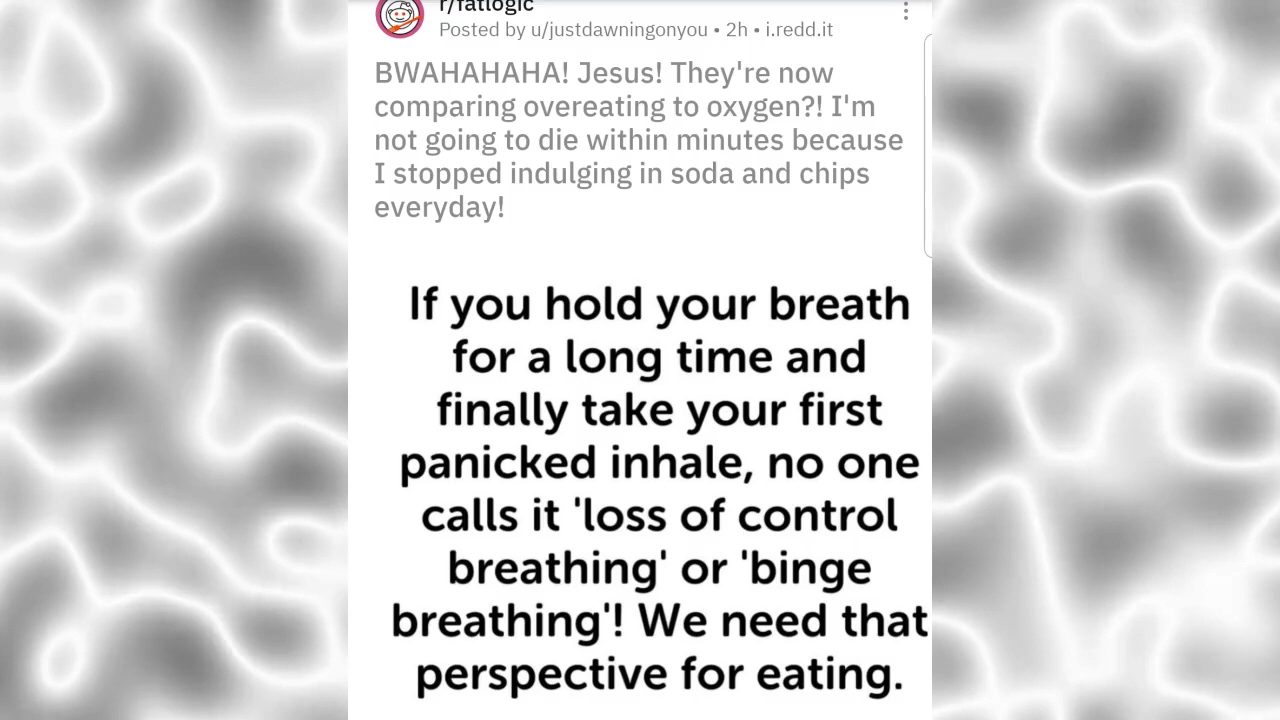 r/fatlogic
Posted by u/justdawningonyou • 2h • i.redd.it
BWAHAHAHA! Jesus! They're now
comparing overeating to oxygen?! I'm
not going to die within minutes because
I stopped indulging in soda and chips
everyday!
If you hold your breath
for a long time and
finally take your first
panicked inhale, no one
calls it 'loss of control
breathing' or 'binge
breathing'! We need that
perspective for eating.